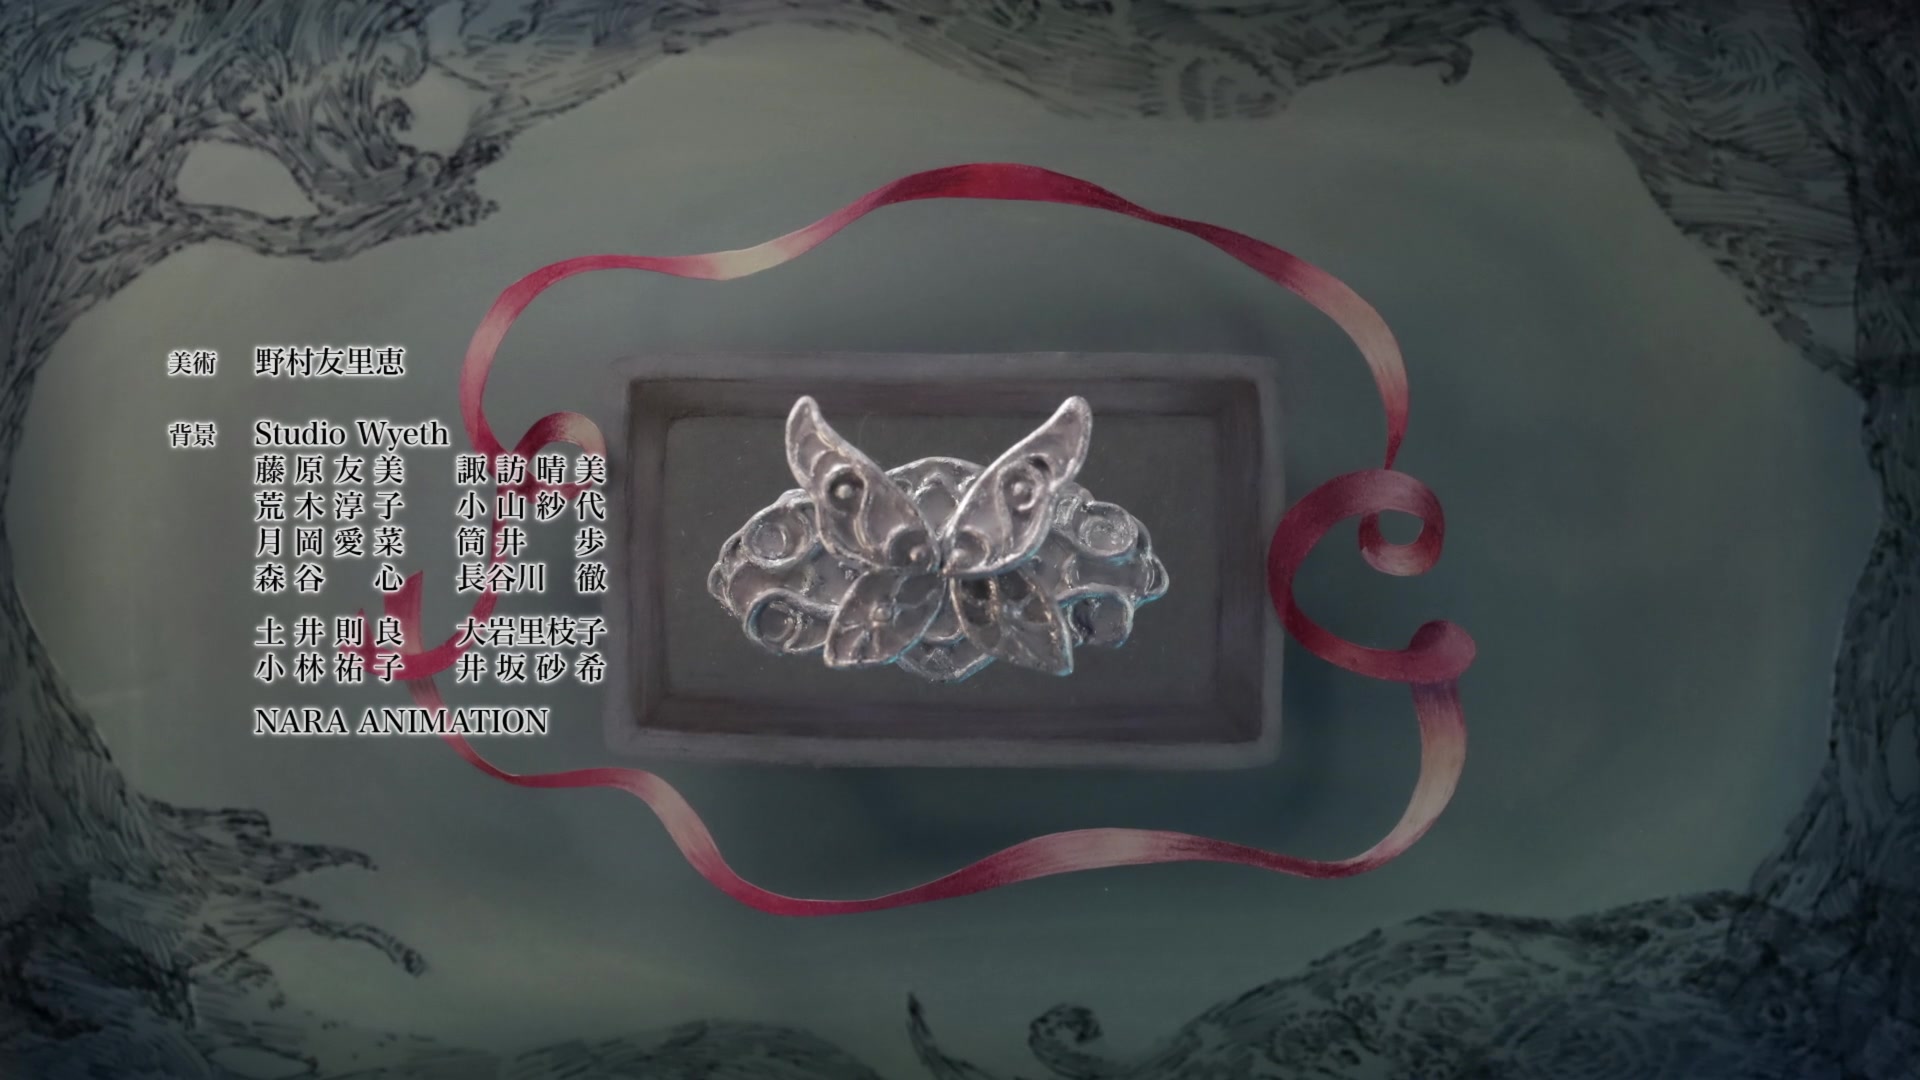 美術 野村友里恵
背景 Studio Wyeth
藤原友美 諏訪晴美
荒木淳子 小山紗代
月岡愛菜 筒井 歩
森谷 心 長谷川 徹
土井則良 大岩里枝子
小林祐子 井坂砂希
NARA ANIMATION